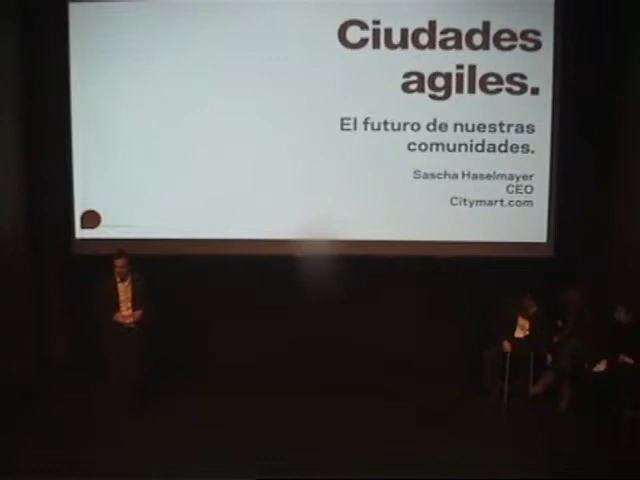 Ciudades
agiles.
El futuro de nuestras
comunidades.
Sascha Haselmayer
CEO
Citymart.com